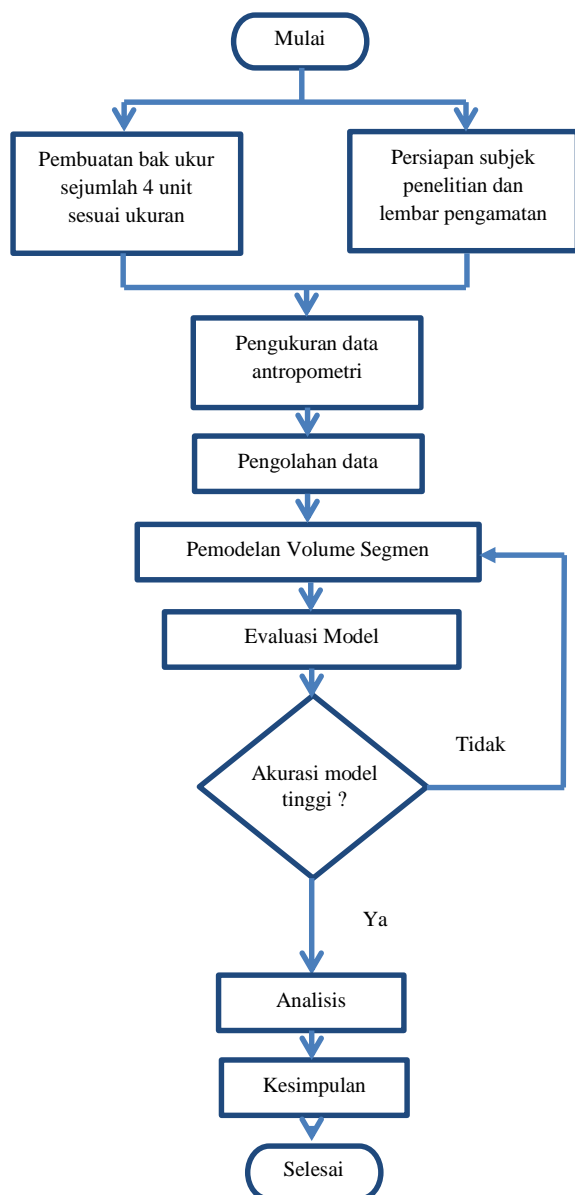 Mulai
Pembuatan bak ukur
sejumlah 4 unit
sesuai ukuran
Persiapan subjek
penelitian dan
lembar pengamatan
Pengukuran data
antropometri
Pengolahan data
Pemodelan Volume Segmen
Evaluasi Model
Akurasi model
tinggi ?
Tidak
Ya
Analisis
Kesimpulan
Selesai